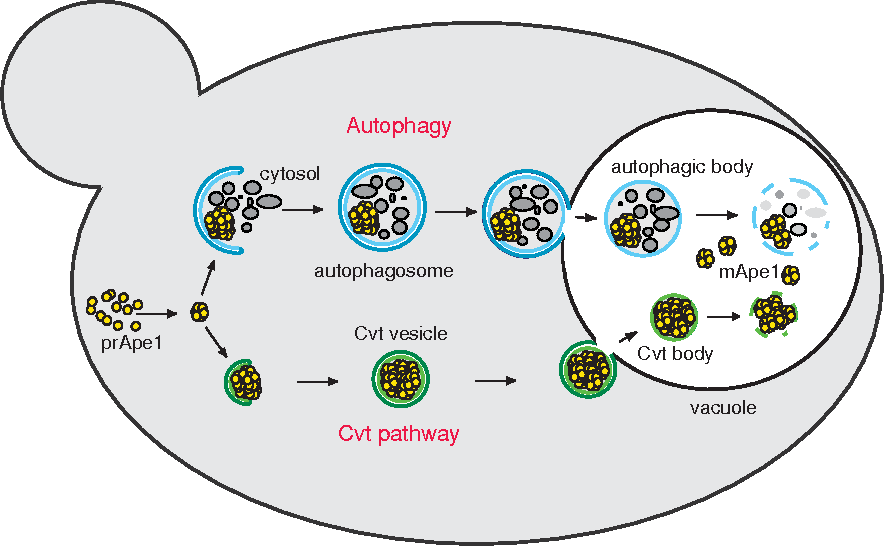 Autophagy
cytosol
autophagic body
autophagosome
mApe1
prApe1
Cvt vesicle
Cvt body
vacuole
Cvt pathway